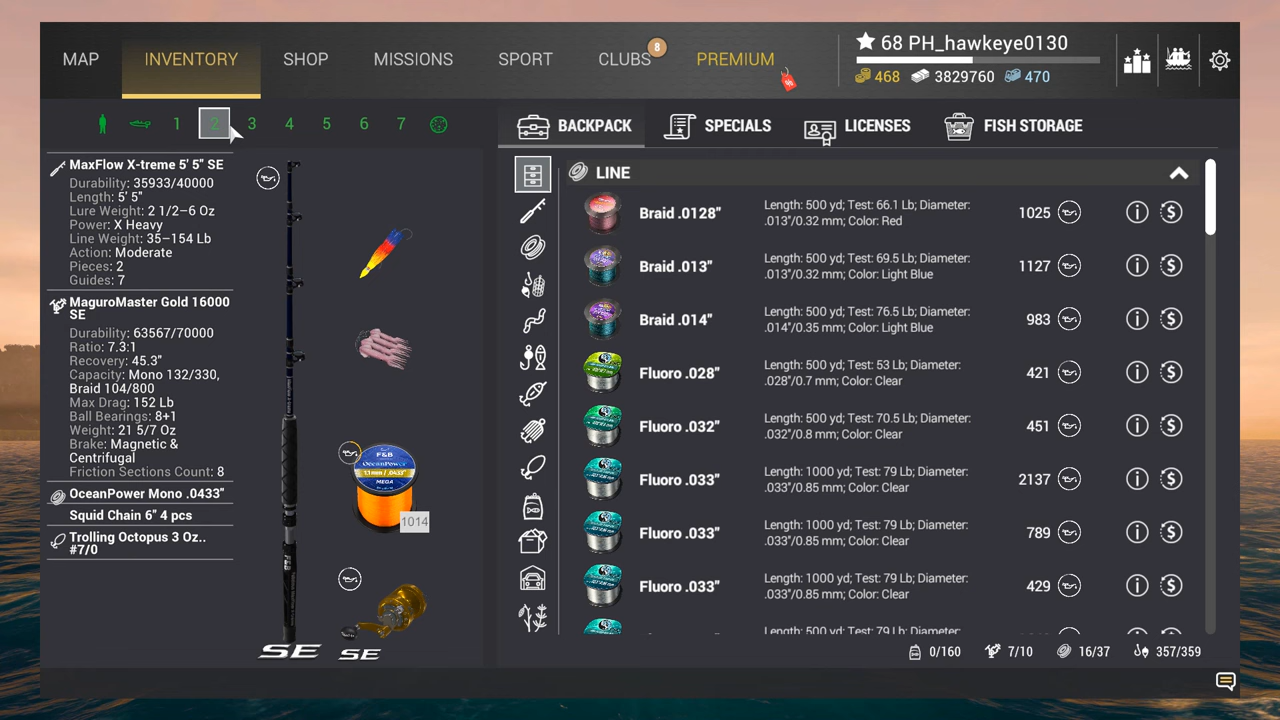 MAP
INVENTORY
SHOP
MISSIONS
SPORT
CLUBS
8
PREMIUM
68 PH_hawkeye0130
468
3829760
470
1
2
3
4
5
6
7
BACKPACK
SPECIALS
LICENSES
FISH STORAGE
MaxFlow X-treme 5' 5" SE
Durability: 35933/40000
Length: 5' 5"
Lure Weight: 2 1/2–6 Oz
Power: X Heavy
Line Weight: 35–154 Lb
Action: Moderate
Pieces: 2
Guides: 7
MaguroMaster Gold 16000
SE
Durability: 63567/70000
Ratio: 7.3:1
Recovery: 45.3"
Capacity: Mono 132/330,
Braid 104/800
Max Drag: 152 Lb
Ball Bearings: 8+1
Weight: 21 5/7 Oz
Brake: Magnetic &
Centrifugal
Friction Sections Count: 8
OceanPower Mono .0433"
Squid Chain 6" 4 pcs
Trolling Octopus 3 Oz..
#7/0
F&B
OceanPower
1.1 mm / .0433"
MEGA
1014
SE
SE
LINE
Braid .0128"
Length: 500 yd; Test: 66.1 Lb; Diameter:
.013"/0.32 mm; Color: Red
1025
Braid .013"
Length: 500 yd; Test: 69.5 Lb; Diameter:
.013"/0.32 mm; Color: Light Blue
1127
Braid .014"
Length: 500 yd; Test: 76.5 Lb; Diameter:
.014"/0.35 mm; Color: Light Blue
983
Fluoro .028"
Length: 500 yd; Test: 53 Lb; Diameter:
.028"/0.7 mm; Color: Clear
421
Fluoro .032"
Length: 500 yd; Test: 70.5 Lb; Diameter:
.032"/0.8 mm; Color: Clear
451
Fluoro .033"
Length: 1000 yd; Test: 79 Lb; Diameter:
.033"/0.85 mm; Color: Clear
2137
Fluoro .033"
Length: 1000 yd; Test: 79 Lb; Diameter:
.033"/0.85 mm; Color: Clear
789
Fluoro .033"
Length: 1000 yd; Test: 79 Lb; Diameter:
.033"/0.85 mm; Color: Clear
429
Length: 500 yd; Test: 79 Lb; Diameter:
0/160
7/10
16/37
357/359